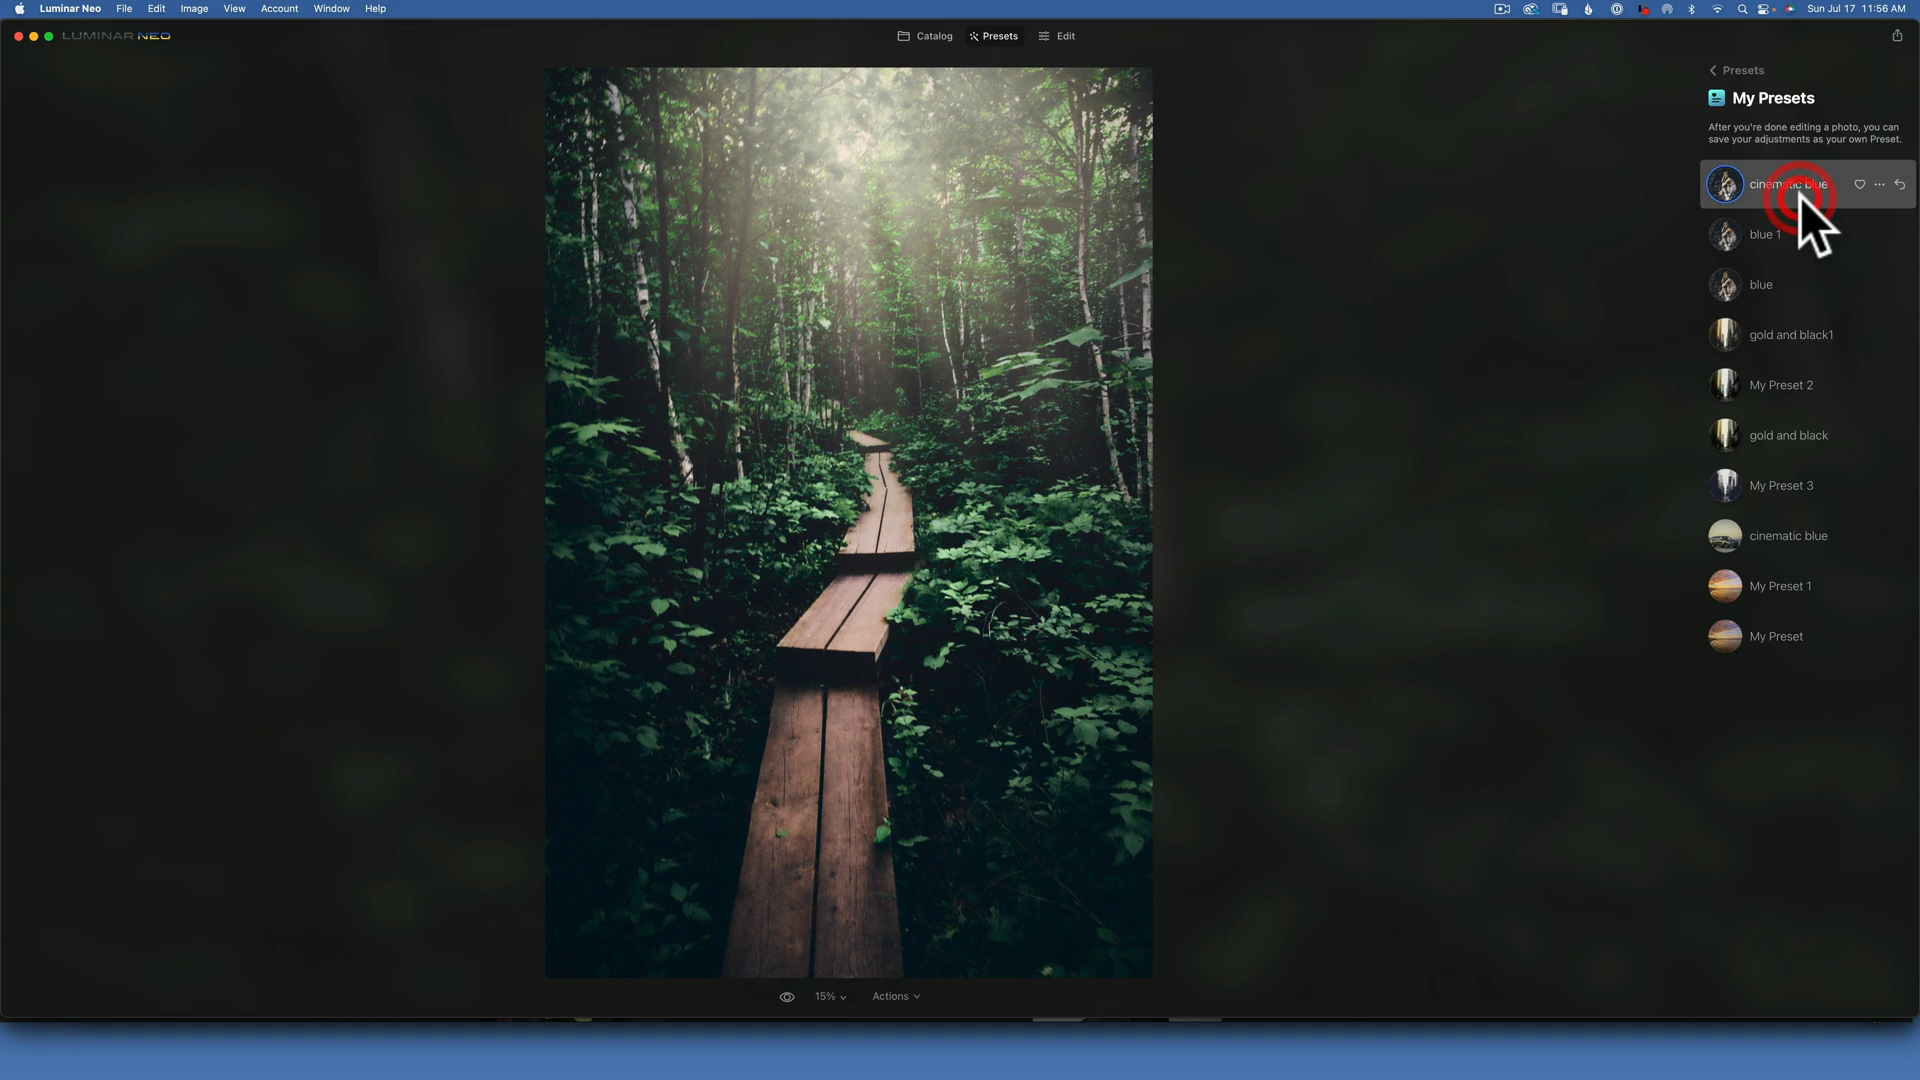 Luminar Neo File Edit Image View Account Window Help Sun Jul 17 11:56 AM
LUMINAR NEO Catalog Presets Edit
Presets
My Presets
After you're done editing a photo, you can
save your adjustments as your own Preset.
cinematic blue
blue 1
blue
gold and black1
My Preset 2
gold and black
My Preset 3
cinematic blue
My Preset 1
My Preset
15% Actions